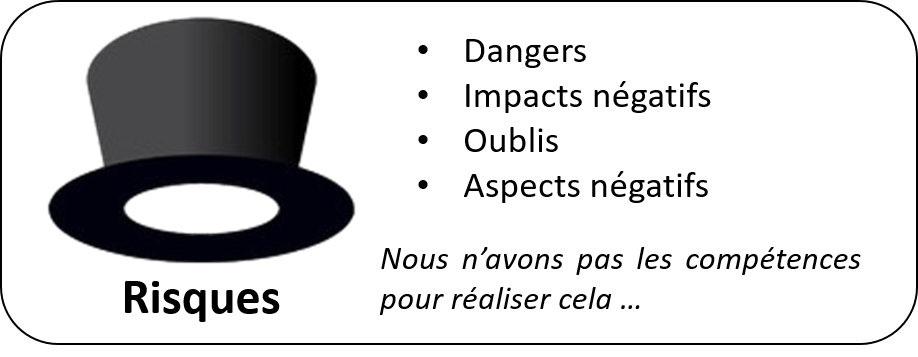 Risques
• Dangers
• Impacts négatifs
• Oublis
• Aspects négatifs
Nous n’avons pas les compétences
pour réaliser cela …